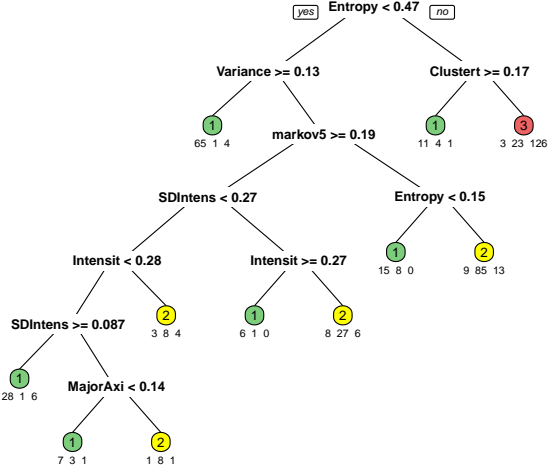 Entropy < 0.47
yes
no
Variance >= 0.13
Clustert >= 0.17
1
65 1 4
markov5 >= 0.19
1
11 4 1
3
3 23 126
SDIntens < 0.27
Entropy < 0.15
Intensit < 0.28
Intensit >= 0.27
1
15 8 0
2
9 85 13
SDIntens >= 0.087
2
3 8 4
1
6 1 0
2
8 27 6
1
28 1 6
MajorAxi < 0.14
1
7 3 1
2
1 8 1